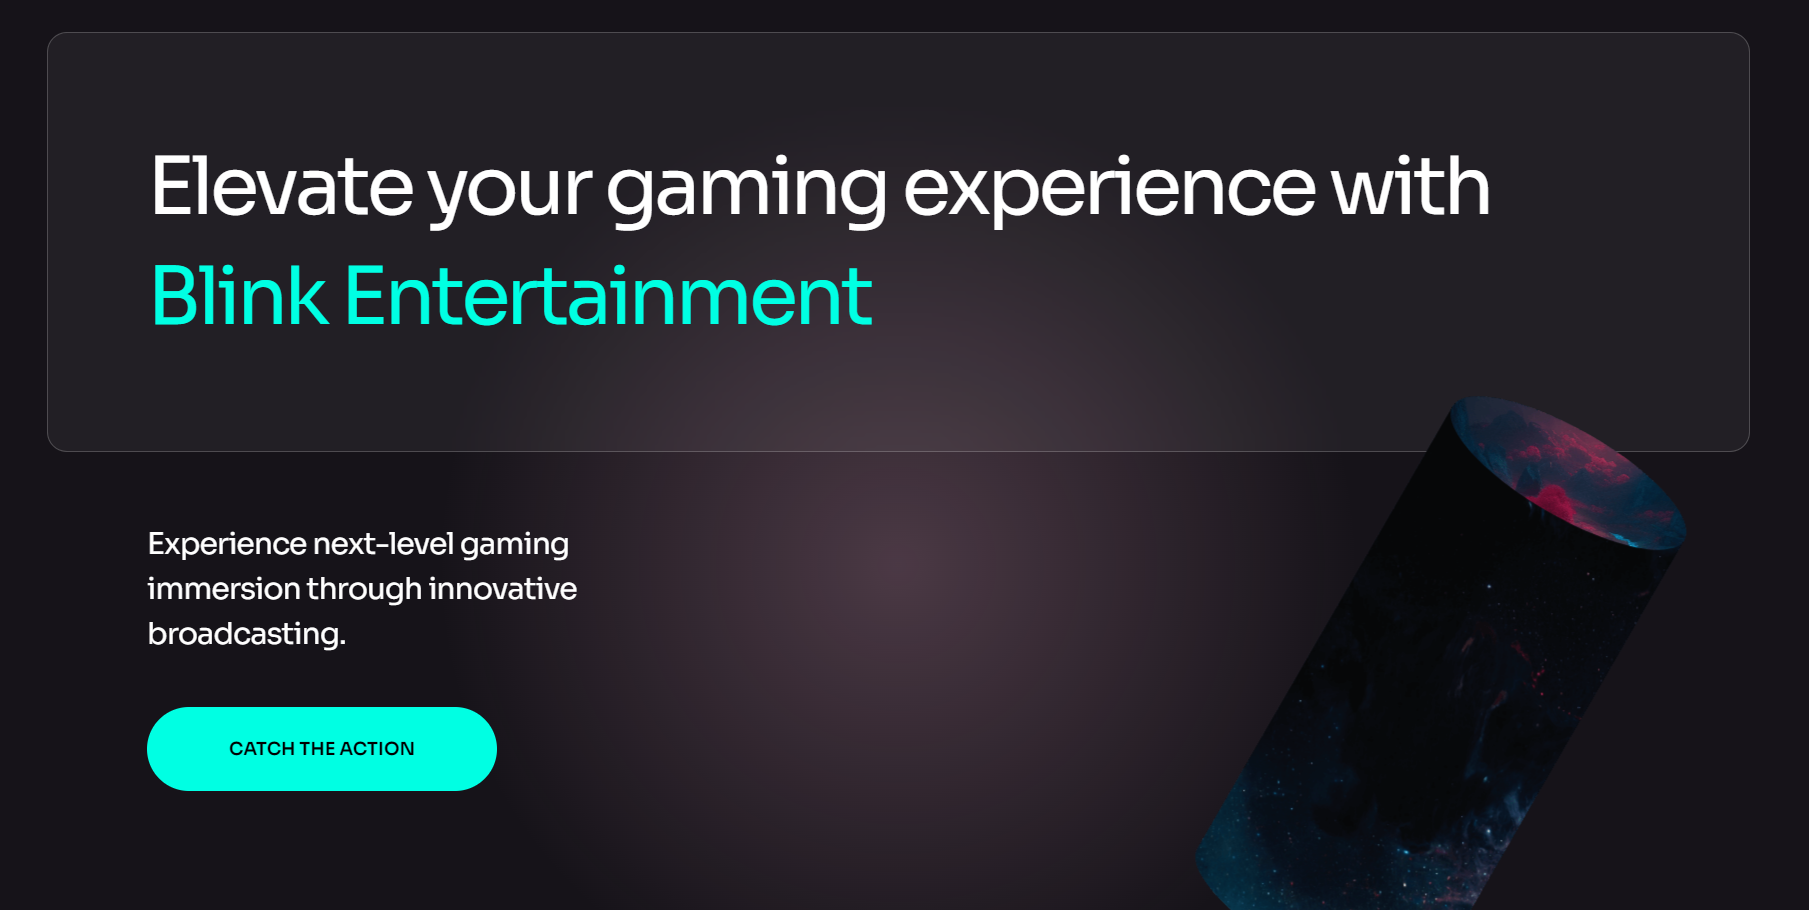 Elevate your gaming experience with
Blink Entertainment
Experience next-level gaming
immersion through innovative
broadcasting.
CATCH THE ACTION